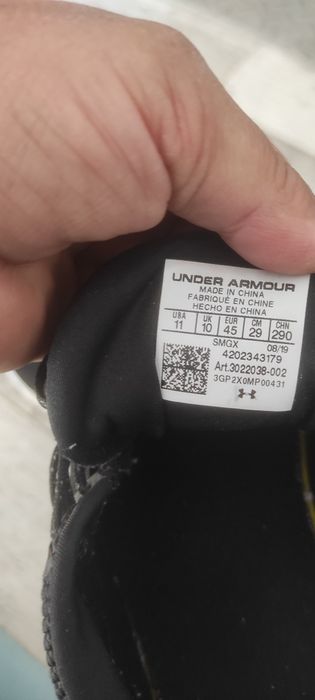 UNDER ARMOUR
MADE IN CHINA
FABRIQUÉ EN CHINE
HECHO EN CHINA
USA UK EUR CM CHN
11 10 45 29 290
SMGX 08/19
4202343179
Art.3022038-002
3GP2X0MP00431